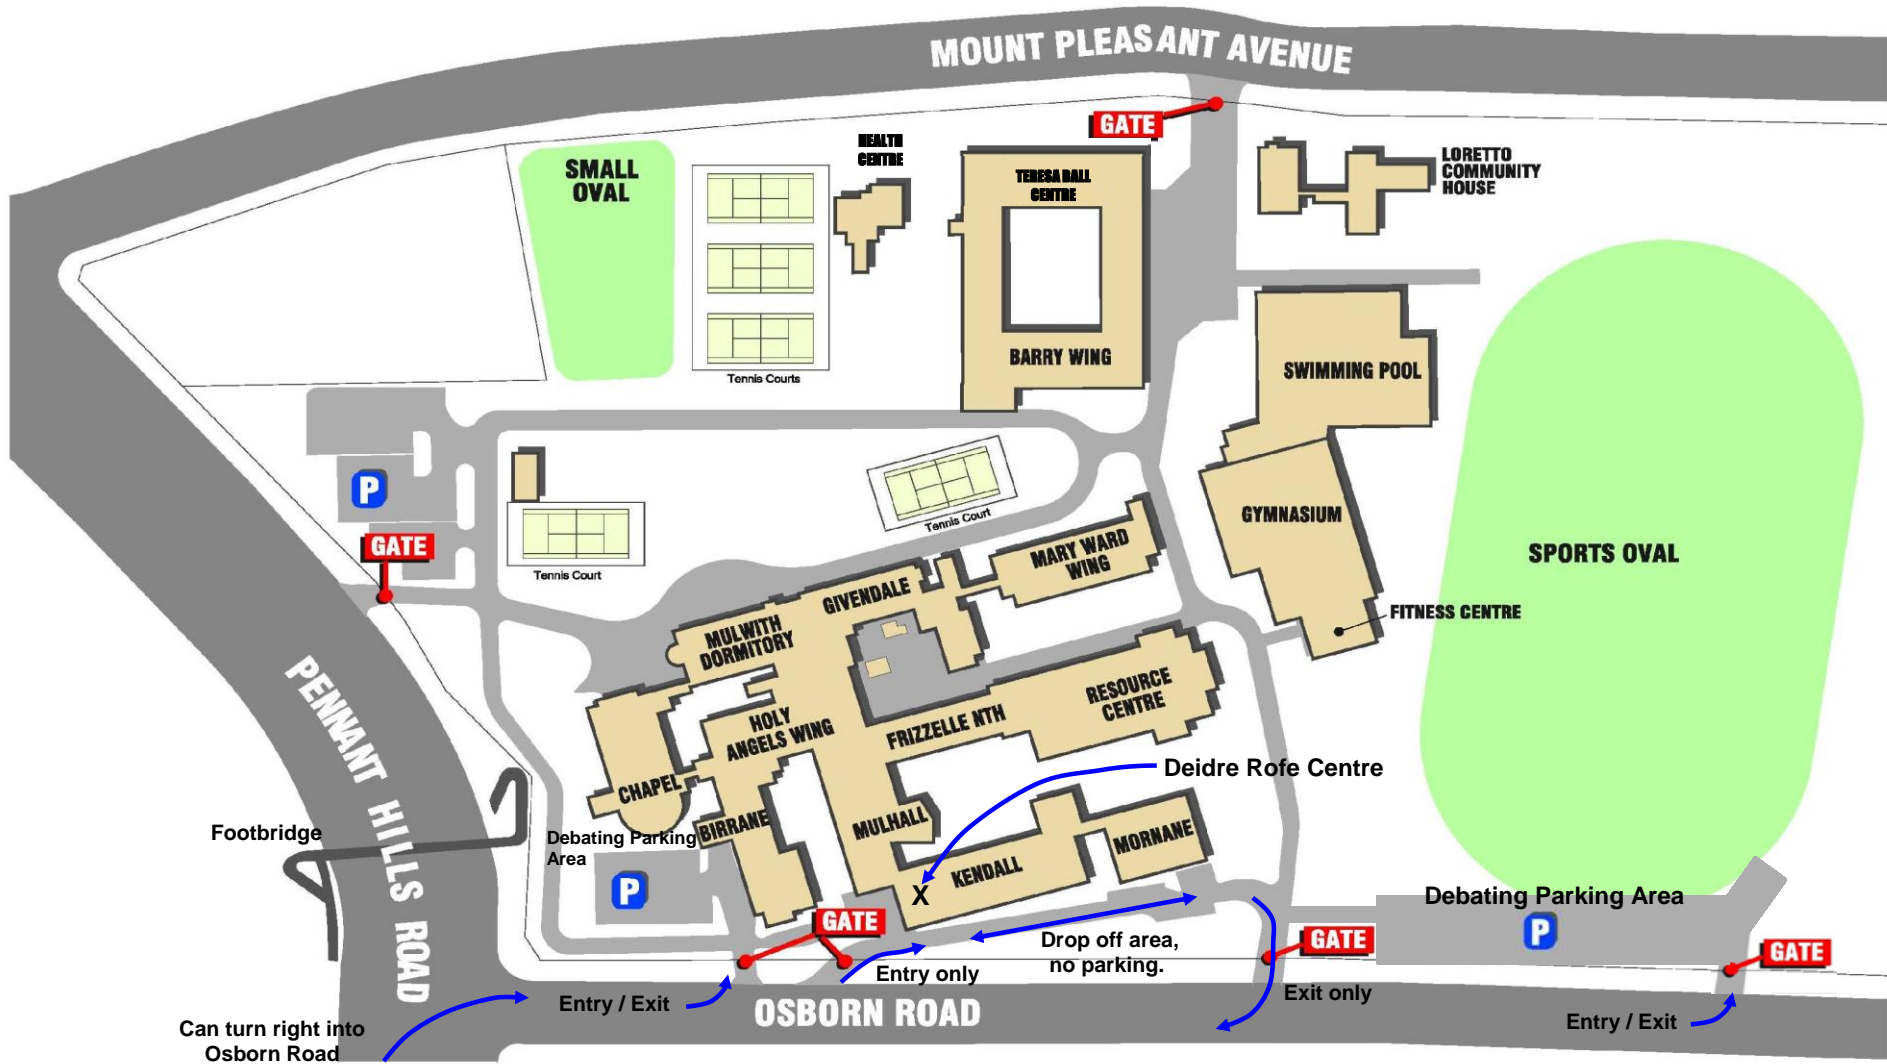 MOUNT PLEASANT AVENUE
GATE
HEALTH
CENTRE
SMALL
OVAL
TERESA BALL
CENTRE
LORETTO
COMMUNITY
HOUSE
BARRY WING
SWIMMING POOL
Tennis Courts
P
GATE
Tennis Court
Tennis Court
GYMNASIUM
SPORTS OVAL
MARY WARD
WING
GIVENDALE
FITNESS CENTRE
MULWITH
DORMITORY
RESOURCE
CENTRE
HOLY
ANGELS WING
FRIZZELLE NTH
PENNANT HILLS ROAD
Deidre Rofe Centre
CHAPEL
BIRRANE
MULHALL
MORNANE
KENDALL
X
Footbridge
Debating Parking
Area
P
Debating Parking Area
P
GATE
GATE
GATE
Drop off area,
no parking.
Entry only
Entry / Exit
OSBORN ROAD
Exit only
Entry / Exit
Can turn right into
Osborn Road